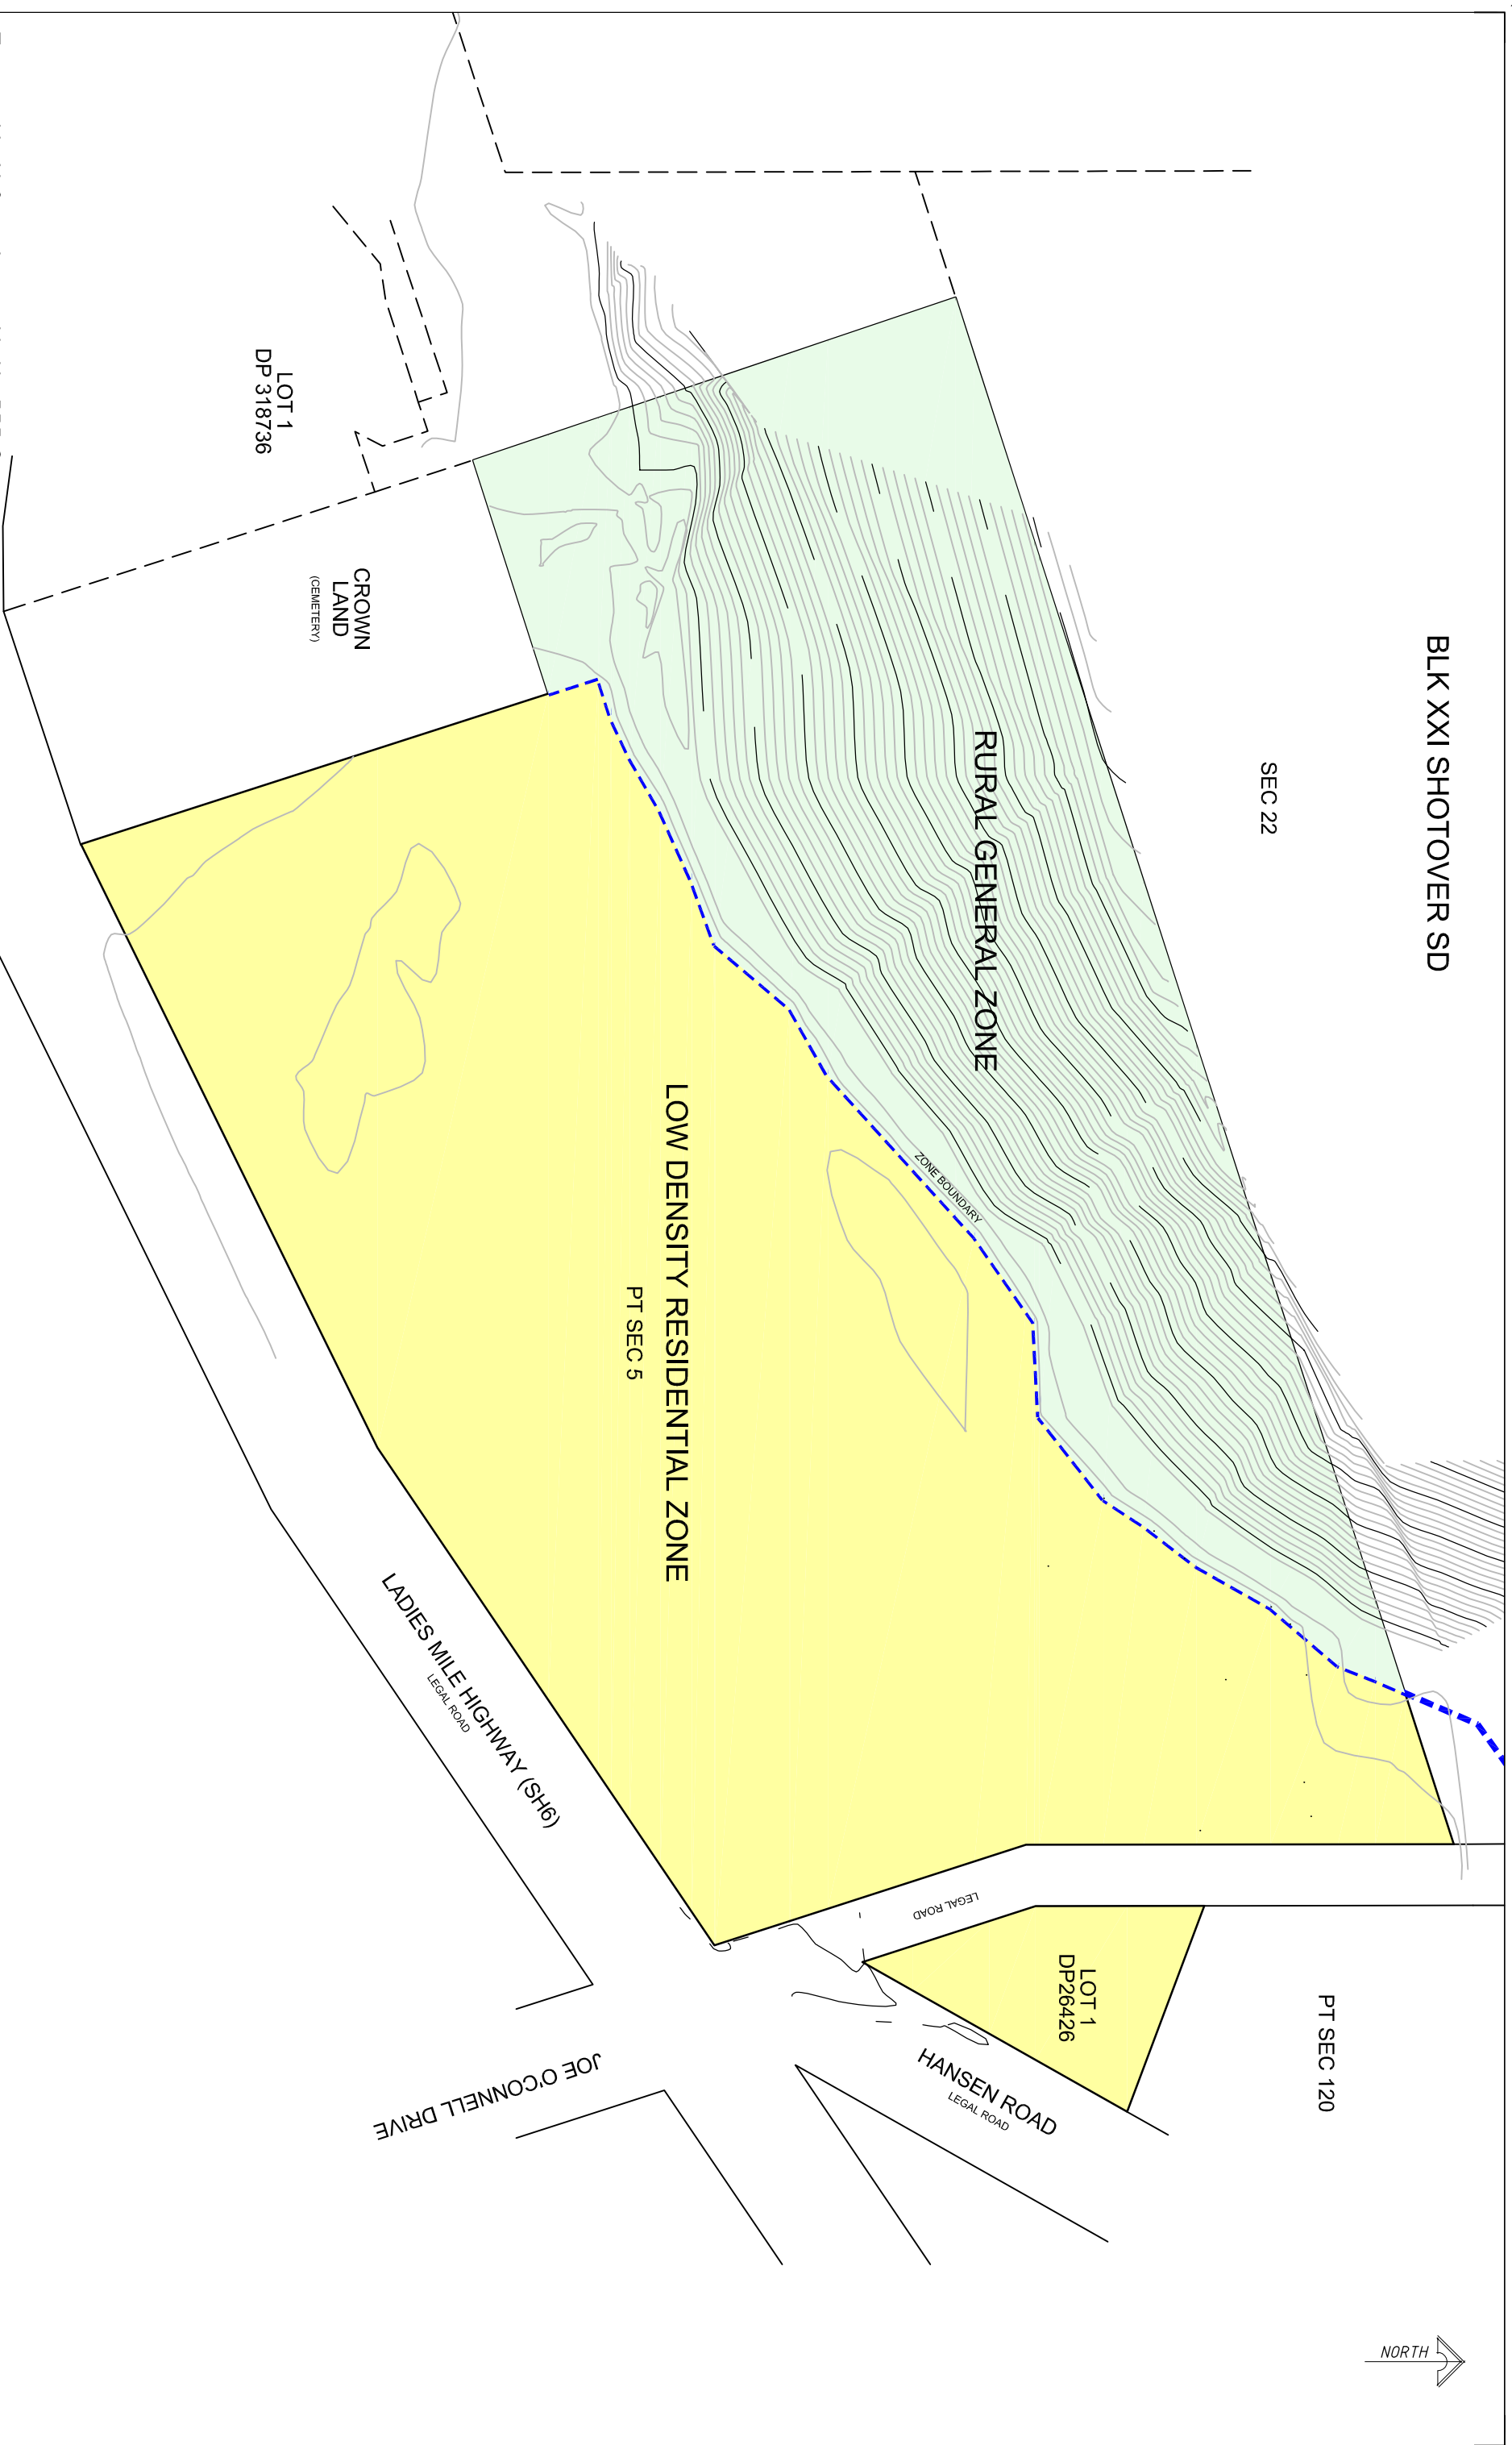 BLK XXI SHOTOVER SD
SEC 22
RURAL GENERAL ZONE
ZONE BOUNDARY
LOW DENSITY RESIDENTIAL ZONE
PT SEC 5
LOT 1
DP 318736
CROWN
LAND
(CEMETERY)
LADIES MILE HIGHWAY (SH6)
LEGAL ROAD
LEGAL ROAD
LOT 1
DP26426
PT SEC 120
HANSEN ROAD
LEGAL ROAD
JOE O'CONNELL DRIVE
NORTH